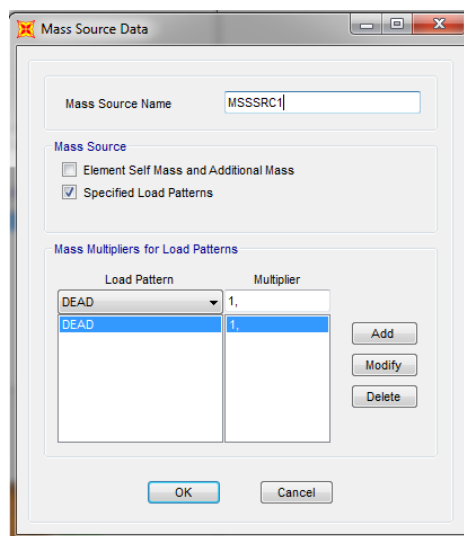 Mass Source Data
Mass Source Name MSSSRC1
Mass Source
Element Self Mass and Additional Mass
Specified Load Patterns
Mass Multipliers for Load Patterns
Load Pattern Multiplier
DEAD 1,
DEAD 1,
Add
Modify
Delete
OK Cancel